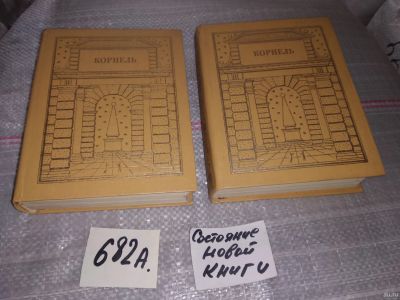 КОРНЕЛЬ
КОРНЕЛЬ
682А.
Состояние
новой
книги